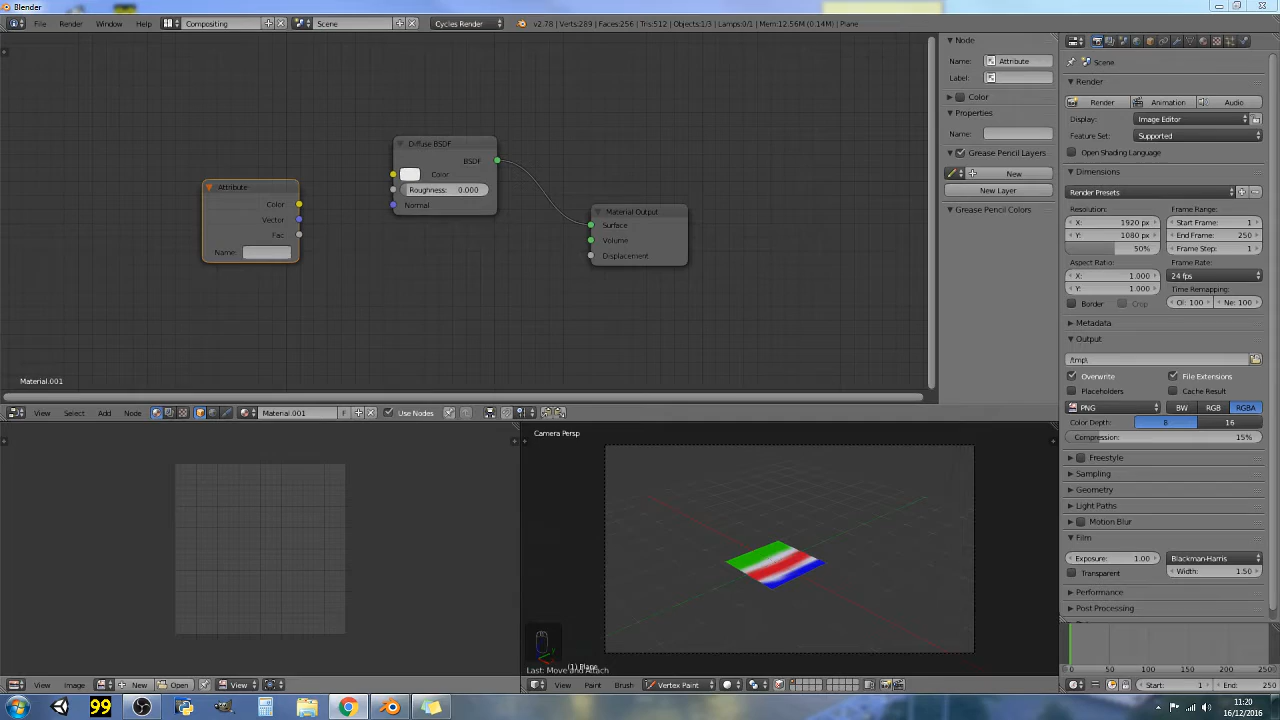 Blender
File Render Window Help Compositing Scene Cycles Render v2.78 | Verts:289 | Faces:256 | Tris:512 | Objects:1/3 | Lamps:0/1 | Mem:12.56M (0.14M) | Plane
Attribute
Color
Vector
Fac
Name:
Diffuse BSDF
BSDF
Color
Roughness: 0.000
Normal
Material Output
Surface
Volume
Displacement
Material.001
Node
Name: Attribute
Label:
Color
Properties
Name:
Grease Pencil Layers
New
New Layer
Grease Pencil Colors
Scene
Render
Render Animation Audio
Display: Image Editor
Feature Set: Supported
Open Shading Language
Dimensions
Render Presets
Resolution: Frame Range:
X: 1920 px Start Frame: 1
Y: 1080 px End Frame: 250
50% Frame Step: 1
Aspect Ratio: Frame Rate:
X: 1.000 24 fps
Y: 1.000 Time Remapping:
Border Crop Ol: 100 Ne: 100
Metadata
Output
/tmp\
Overwrite File Extensions
Placeholders Cache Result
PNG BW RGB RGBA
Color Depth: 8 16
Compression: 15%
Freestyle
Sampling
Geometry
Light Paths
Motion Blur
Film
Exposure: 1.00 Blackman-Harris
Transparent Width: 1.50
Performance
Post Processing
View Select Add Node Material.001 F Use Nodes
Camera Persp
(1) Plane
Last: Move and Attach
View Image New Open View
View Paint Brush Vertex Paint
0 50 100 150 200 250
Start: 1 End: 250
99
11:20
16/12/2016